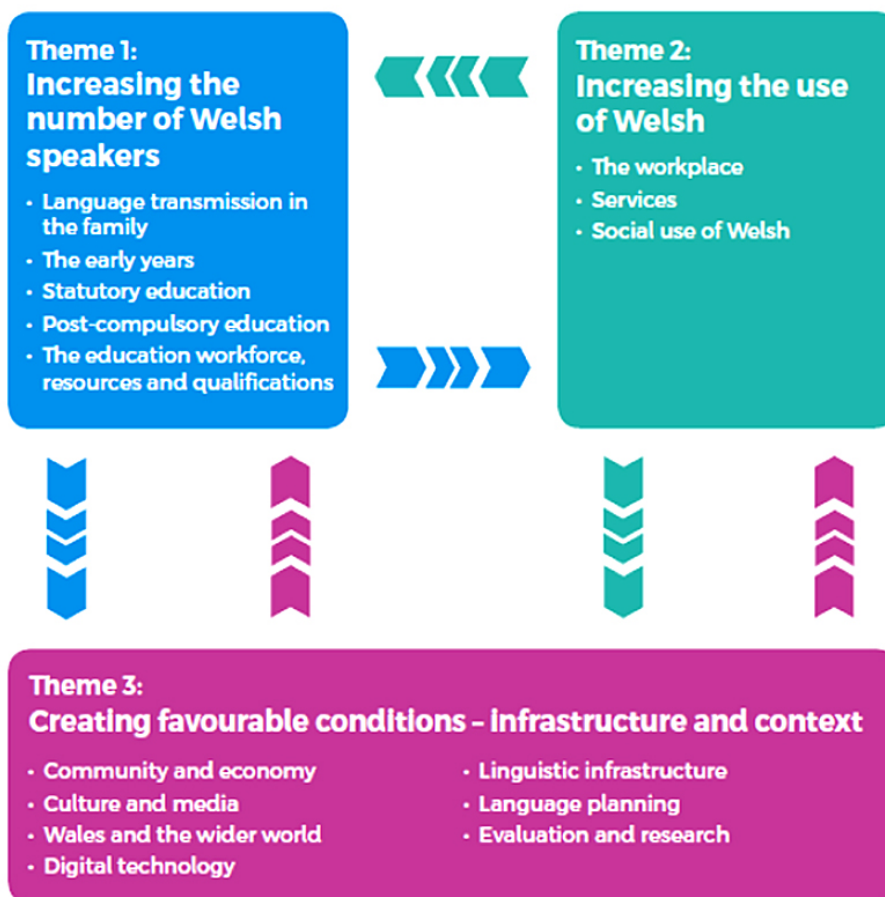 Theme 1:
Increasing the
number of Welsh
speakers
• Language transmission in
the family
• The early years
• Statutory education
• Post-compulsory education
• The education workforce,
resources and qualifications
Theme 2:
Increasing the use
of Welsh
• The workplace
• Services
• Social use of Welsh
Theme 3:
Creating favourable conditions – infrastructure and context
• Community and economy
• Culture and media
• Wales and the wider world
• Digital technology
• Linguistic infrastructure
• Language planning
• Evaluation and research